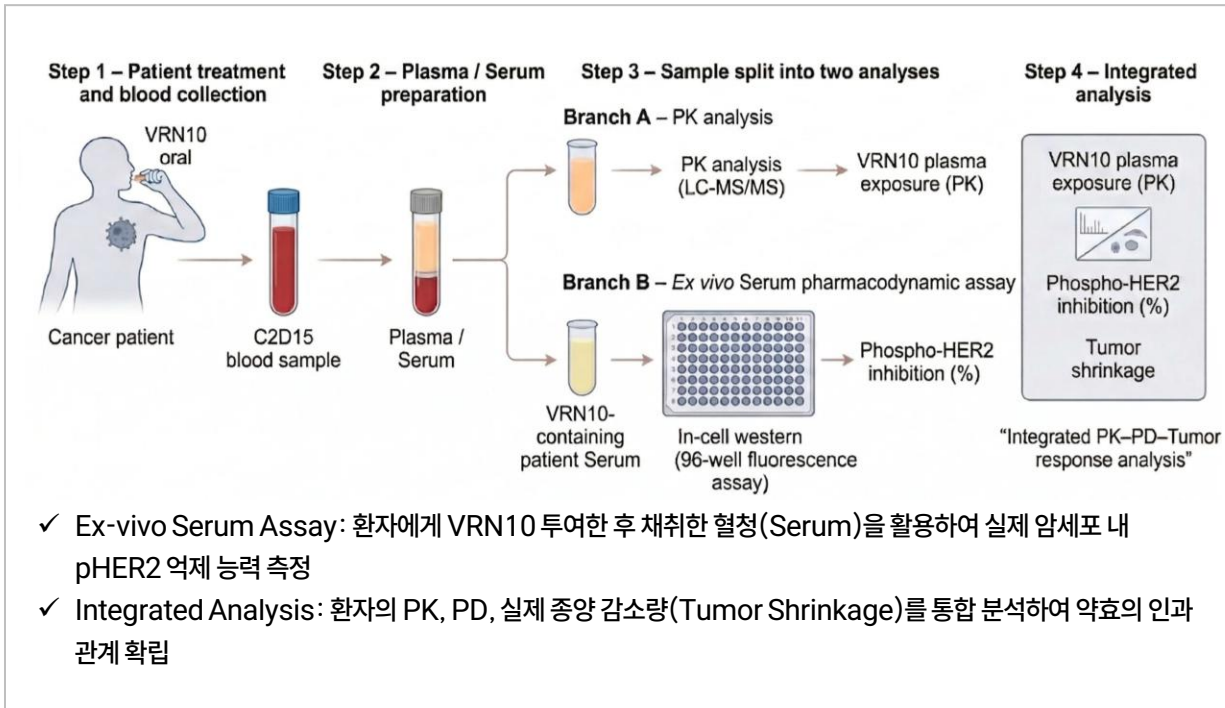 Step 1 – Patient treatment
and blood collection
VRN10
oral
Cancer patient
C2D15
blood sample
Step 2 – Plasma / Serum
preparation
Plasma /
Serum
Step 3 – Sample split into two analyses
Branch A – PK analysis
PK analysis
(LC-MS/MS)
VRN10 plasma
exposure (PK)
Branch B – Ex vivo Serum pharmacodynamic assay
VRN10-
containing
patient Serum
In-cell western
(96-well fluorescence
assay)
Phospho-HER2
inhibition (%)
Step 4 – Integrated
analysis
VRN10 plasma
exposure (PK)
Phospho-HER2
inhibition (%)
Tumor
shrinkage
"Integrated PK–PD–Tumor
response analysis"
✓ Ex-vivo Serum Assay: 환자에게 VRN10 투여한 후 채취한 혈청(Serum)을 활용하여 실제 암세포 내
pHER2 억제 능력 측정
✓ Integrated Analysis: 환자의 PK, PD, 실제 종양 감소량(Tumor Shrinkage)를 통합 분석하여 약효의 인과
관계 확립